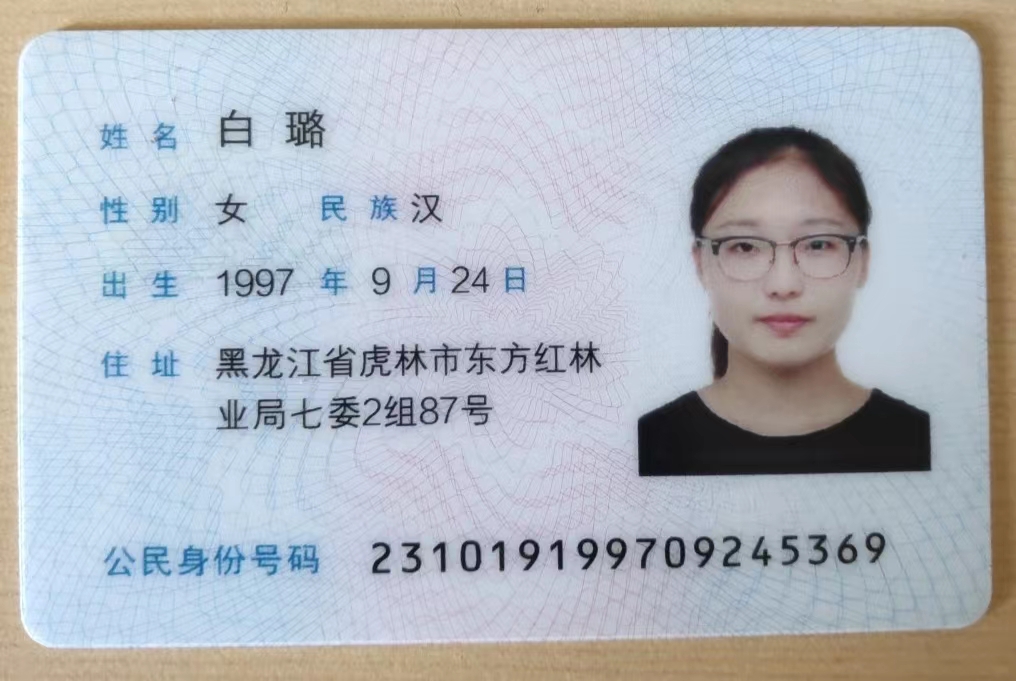 姓名 白璐
性别 女 民族 汉
出生 1997 年 9 月 24 日
住址 黑龙江省虎林市东方红林
业局七委2组87号
公民身份号码 231019199709245369